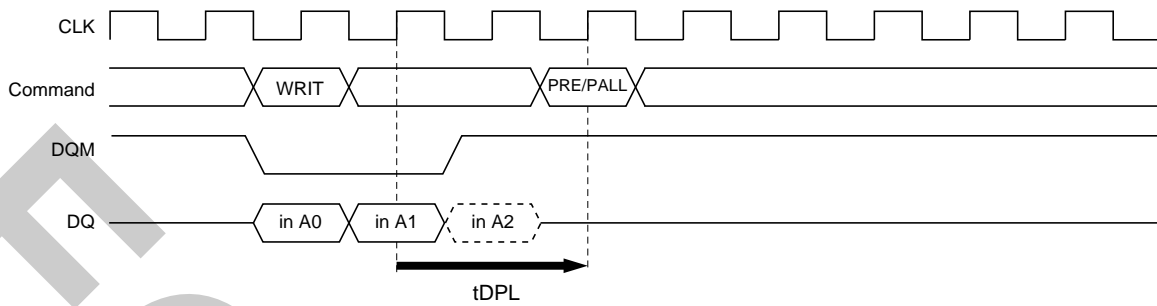 CLK
Command WRIT PRE/PALL
DQM
DQ in A0 in A1 in A2
tDPL